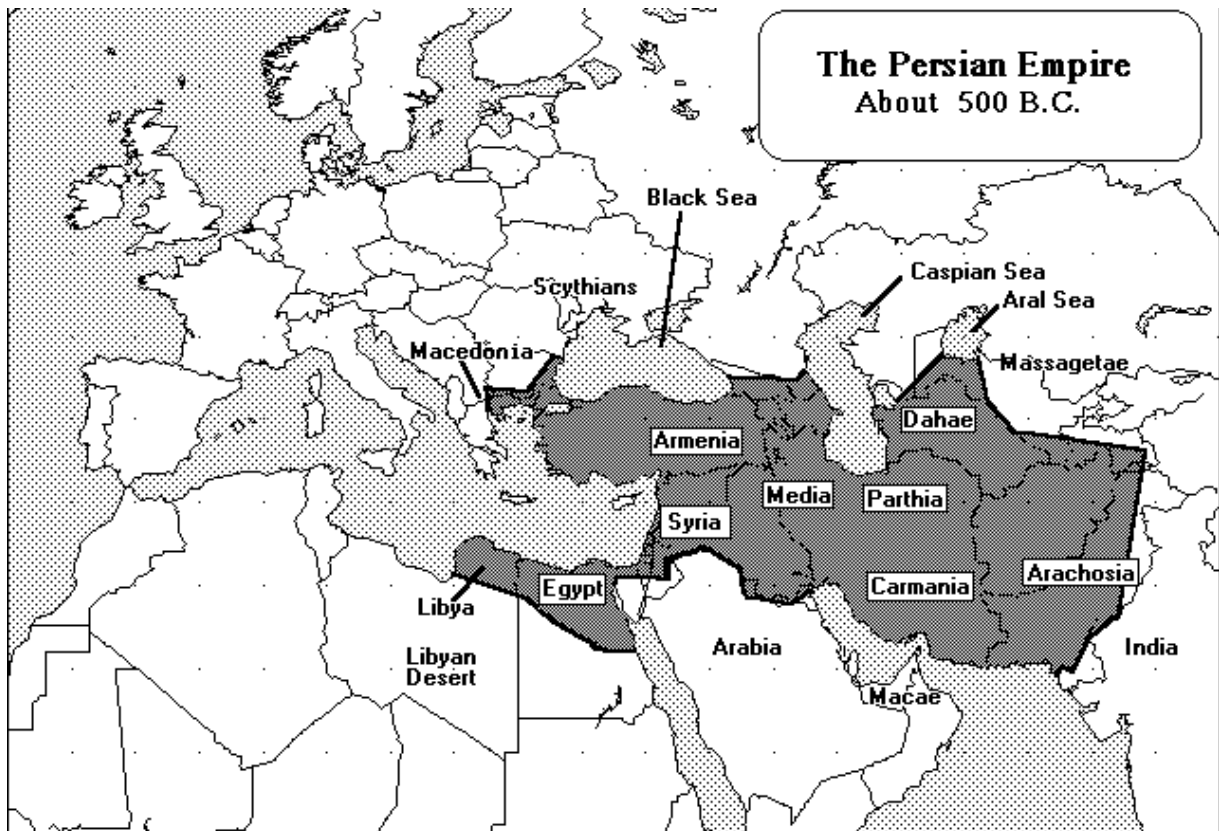 The Persian Empire
About 500 B.C.
Black Sea
Caspian Sea
Scythians
Aral Sea
Macedonia
Massagetae
Dahae
Armenia
Media
Parthia
Syria
Egypt
Carmania
Arachosia
Libya
Arabia
India
Libyan
Desert
Macae